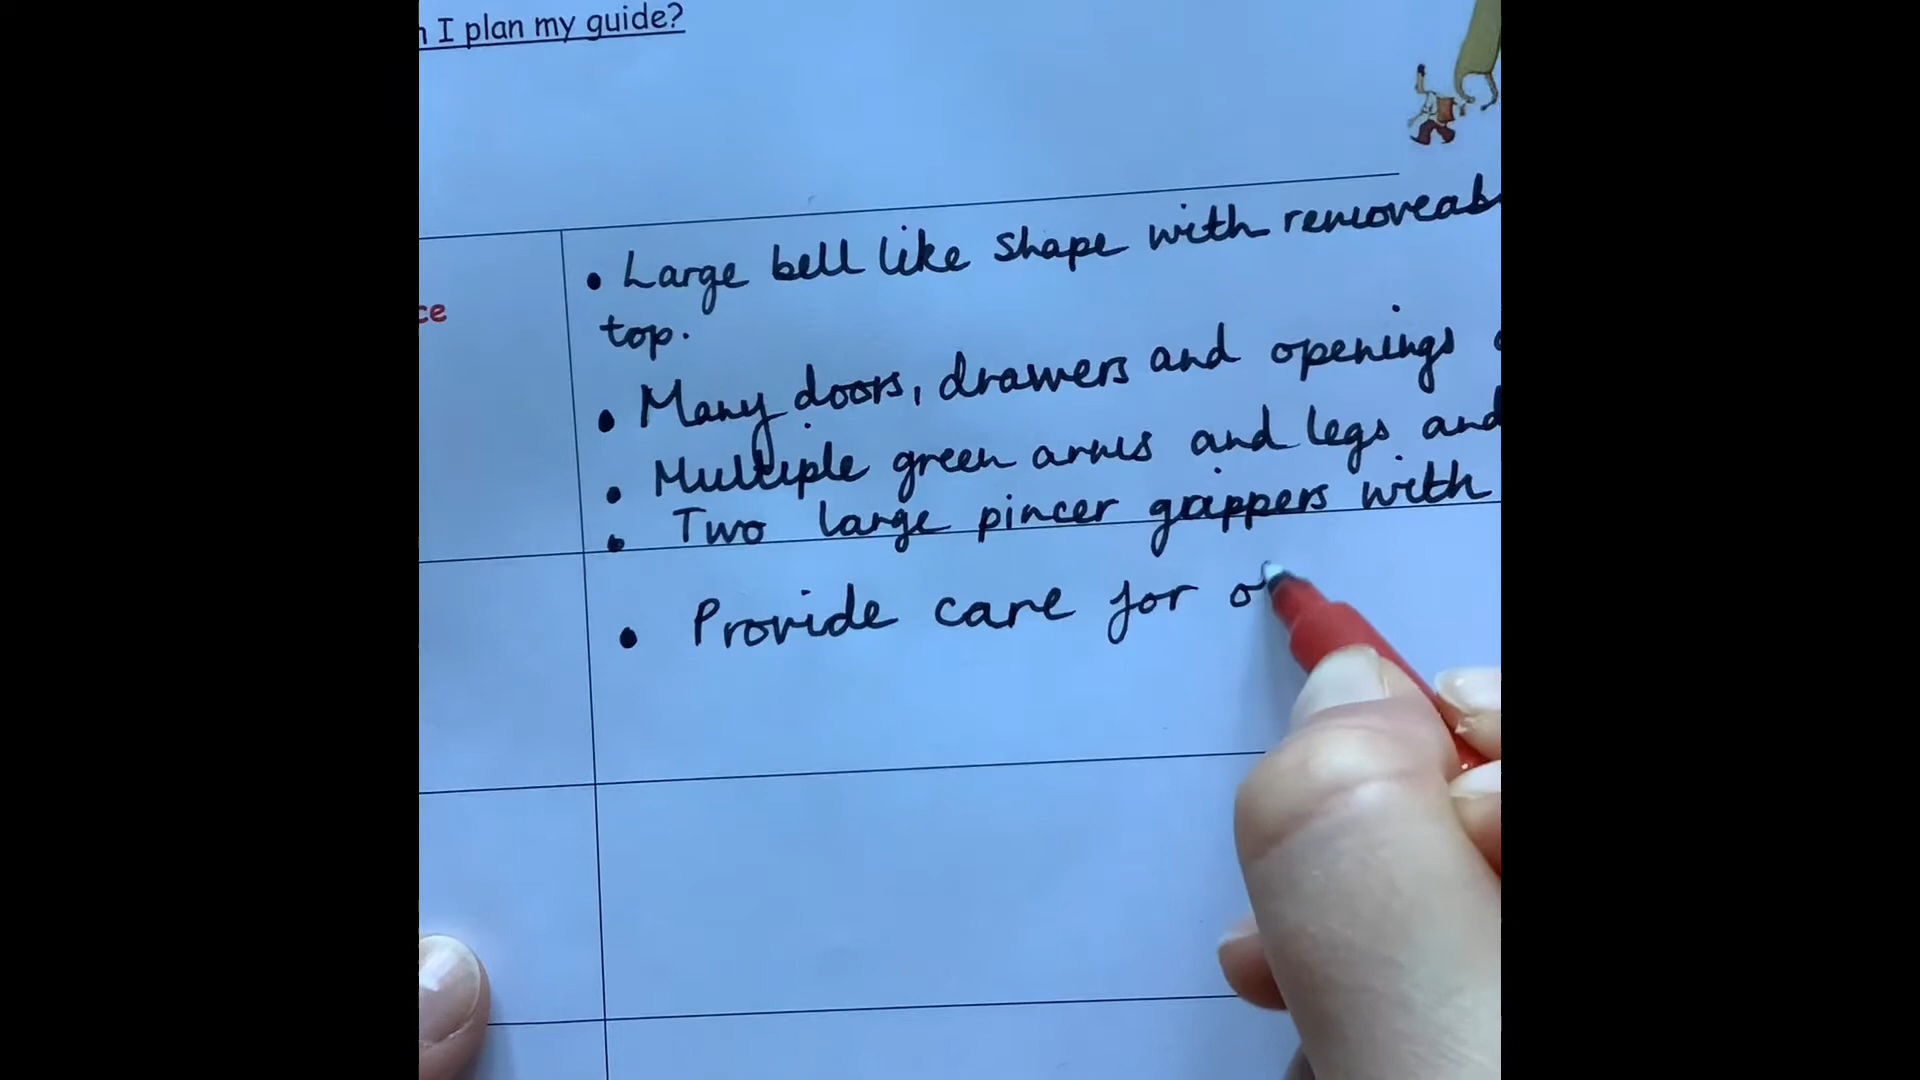 I plan my guide?
• Large bell like shape with removeab
ce
top.
• Many doors, drawers and openings
• Multiple green arms and legs and
• Two large pincer grippers with
• Provide care for o